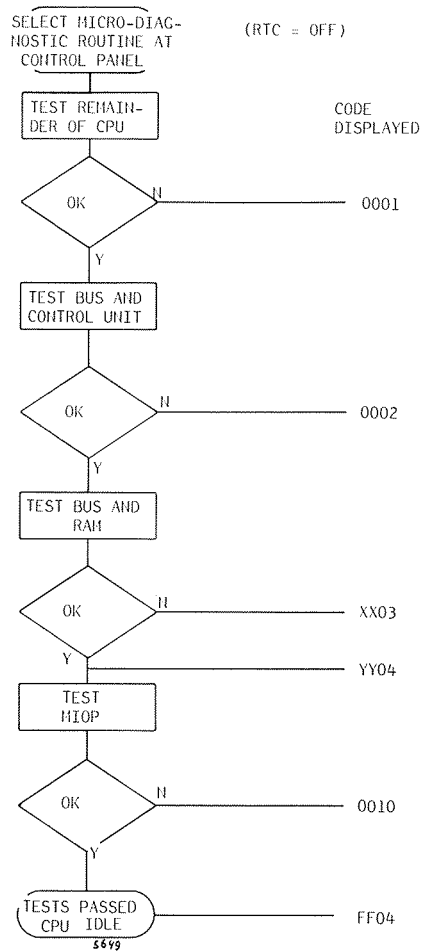 SELECT MICRO-DIAG-
NOSTIC ROUTINE AT
CONTROL PANEL
(RTC = OFF)
TEST REMAIN-
DER OF CPU
CODE
DISPLAYED
OK
N
0001
Y
TEST BUS AND
CONTROL UNIT
OK
N
0002
Y
TEST BUS AND
RAM
OK
N
XX03
Y
YY04
TEST
MIOP
OK
N
0010
Y
TESTS PASSED
CPU IDLE
FF04
5649